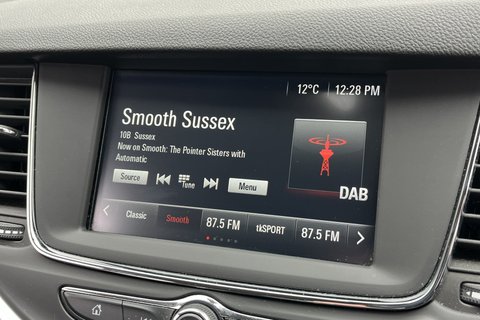 12°C 12:28 PM
Smooth Sussex
10B Sussex
Now on Smooth: The Pointer Sisters with
Automatic
Source Tune Menu
DAB
Classic Smooth 87.5 FM tkSPORT 87.5 FM